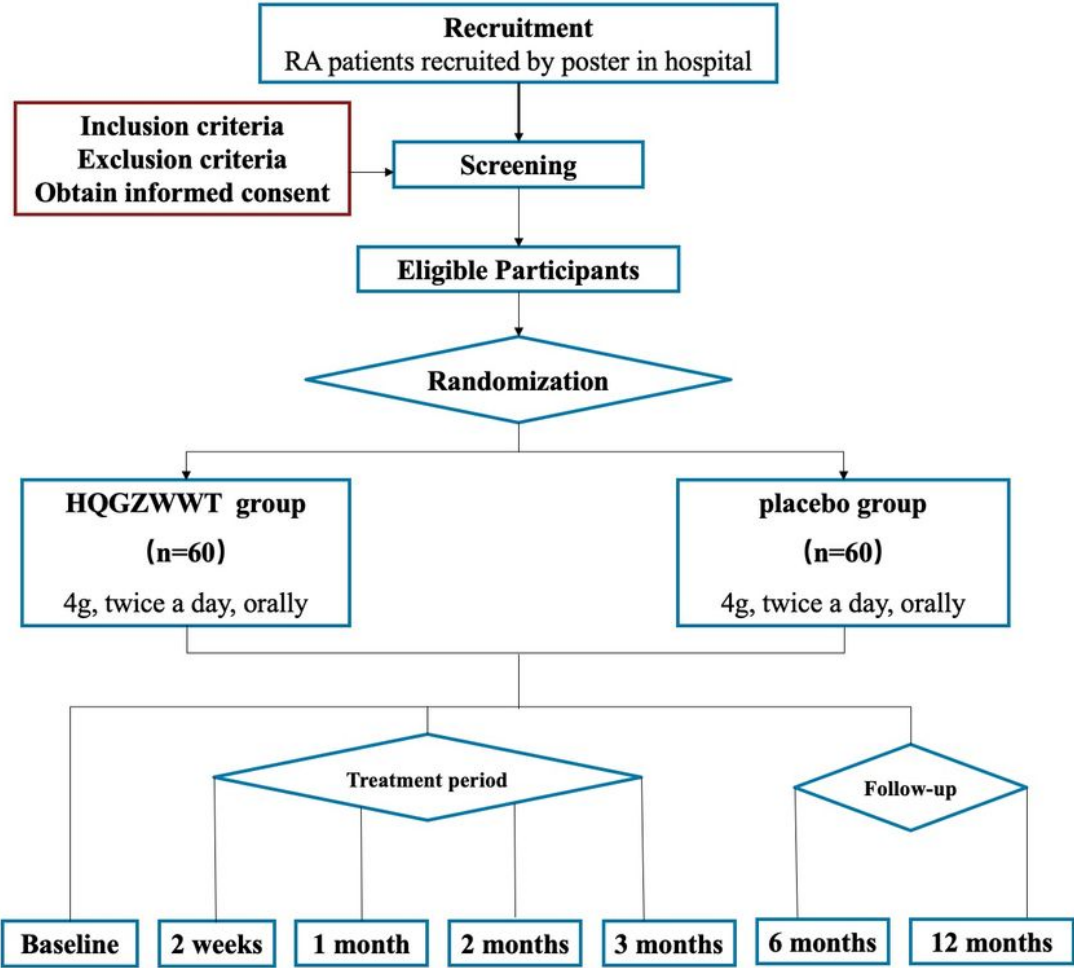 Recruitment
RA patients recruited by poster in hospital
Inclusion criteria
Exclusion criteria
Obtain informed consent
Screening
Eligible Participants
Randomization
HQGZWWT group
(n=60)
4g, twice a day, orally
placebo group
(n=60)
4g, twice a day, orally
Treatment period
Follow-up
Baseline
2 weeks
1 month
2 months
3 months
6 months
12 months